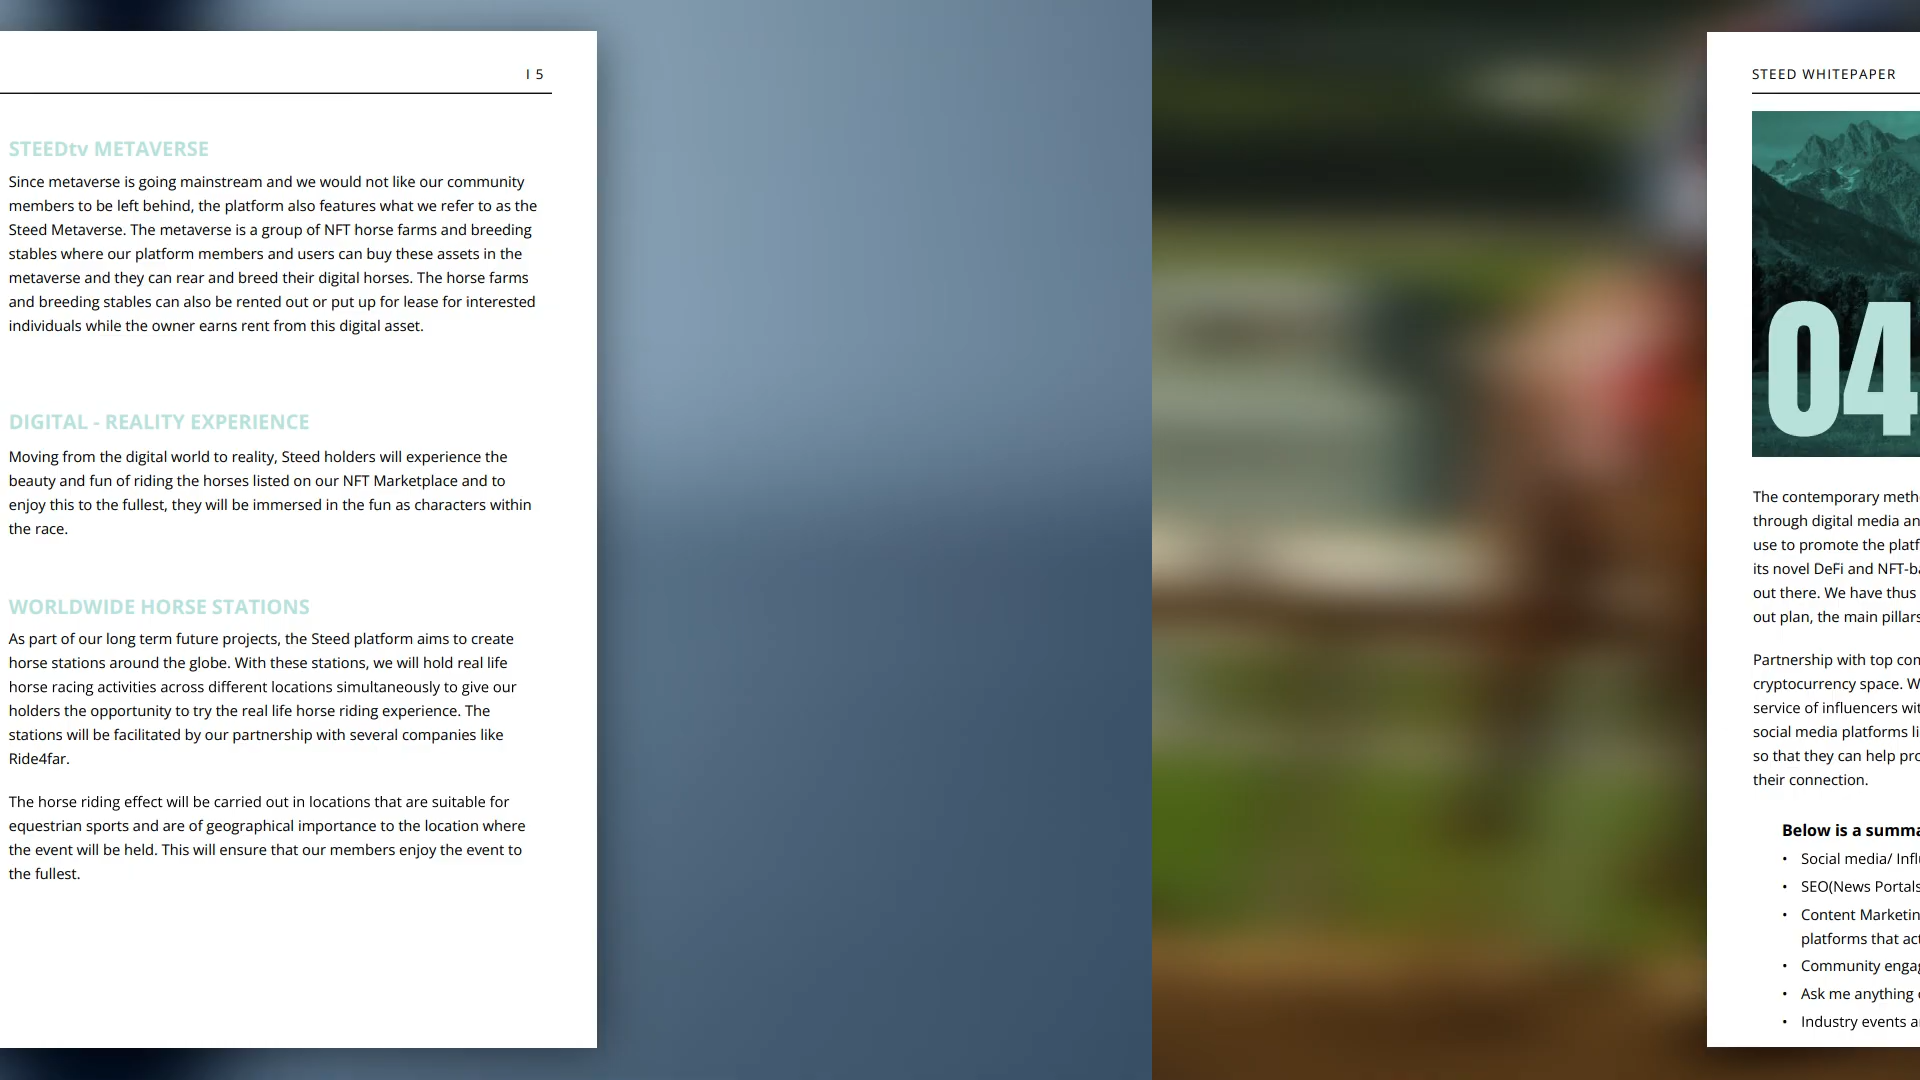 I 5
STEEDtv METAVERSE
Since metaverse is going mainstream and we would not like our community
members to be left behind, the platform also features what we refer to as the
Steed Metaverse. The metaverse is a group of NFT horse farms and breeding
stables where our platform members and users can buy these assets in the
metaverse and they can rear and breed their digital horses. The horse farms
and breeding stables can also be rented out or put up for lease for interested
individuals while the owner earns rent from this digital asset.
DIGITAL - REALITY EXPERIENCE
Moving from the digital world to reality, Steed holders will experience the
beauty and fun of riding the horses listed on our NFT Marketplace and to
enjoy this to the fullest, they will be immersed in the fun as characters within
the race.
WORLDWIDE HORSE STATIONS
As part of our long term future projects, the Steed platform aims to create
horse stations around the globe. With these stations, we will hold real life
horse racing activities across different locations simultaneously to give our
holders the opportunity to try the real life horse riding experience. The
stations will be facilitated by our partnership with several companies like
Ride4far.
The horse riding effect will be carried out in locations that are suitable for
equestrian sports and are of geographical importance to the location where
the event will be held. This will ensure that our members enjoy the event to
the fullest.
STEED WHITEPAPER
04
The contemporary
through digital media
use to promote the
its novel DeFi and
out there. We have thus
out plan, the main pillars
Partnership with top
cryptocurrency space.
service of influencers
social media platforms
so that they can help
their connection.
Below is a
Social media/
SEO(News Portals
Content
platforms that
Community
Ask me anything
Industry events